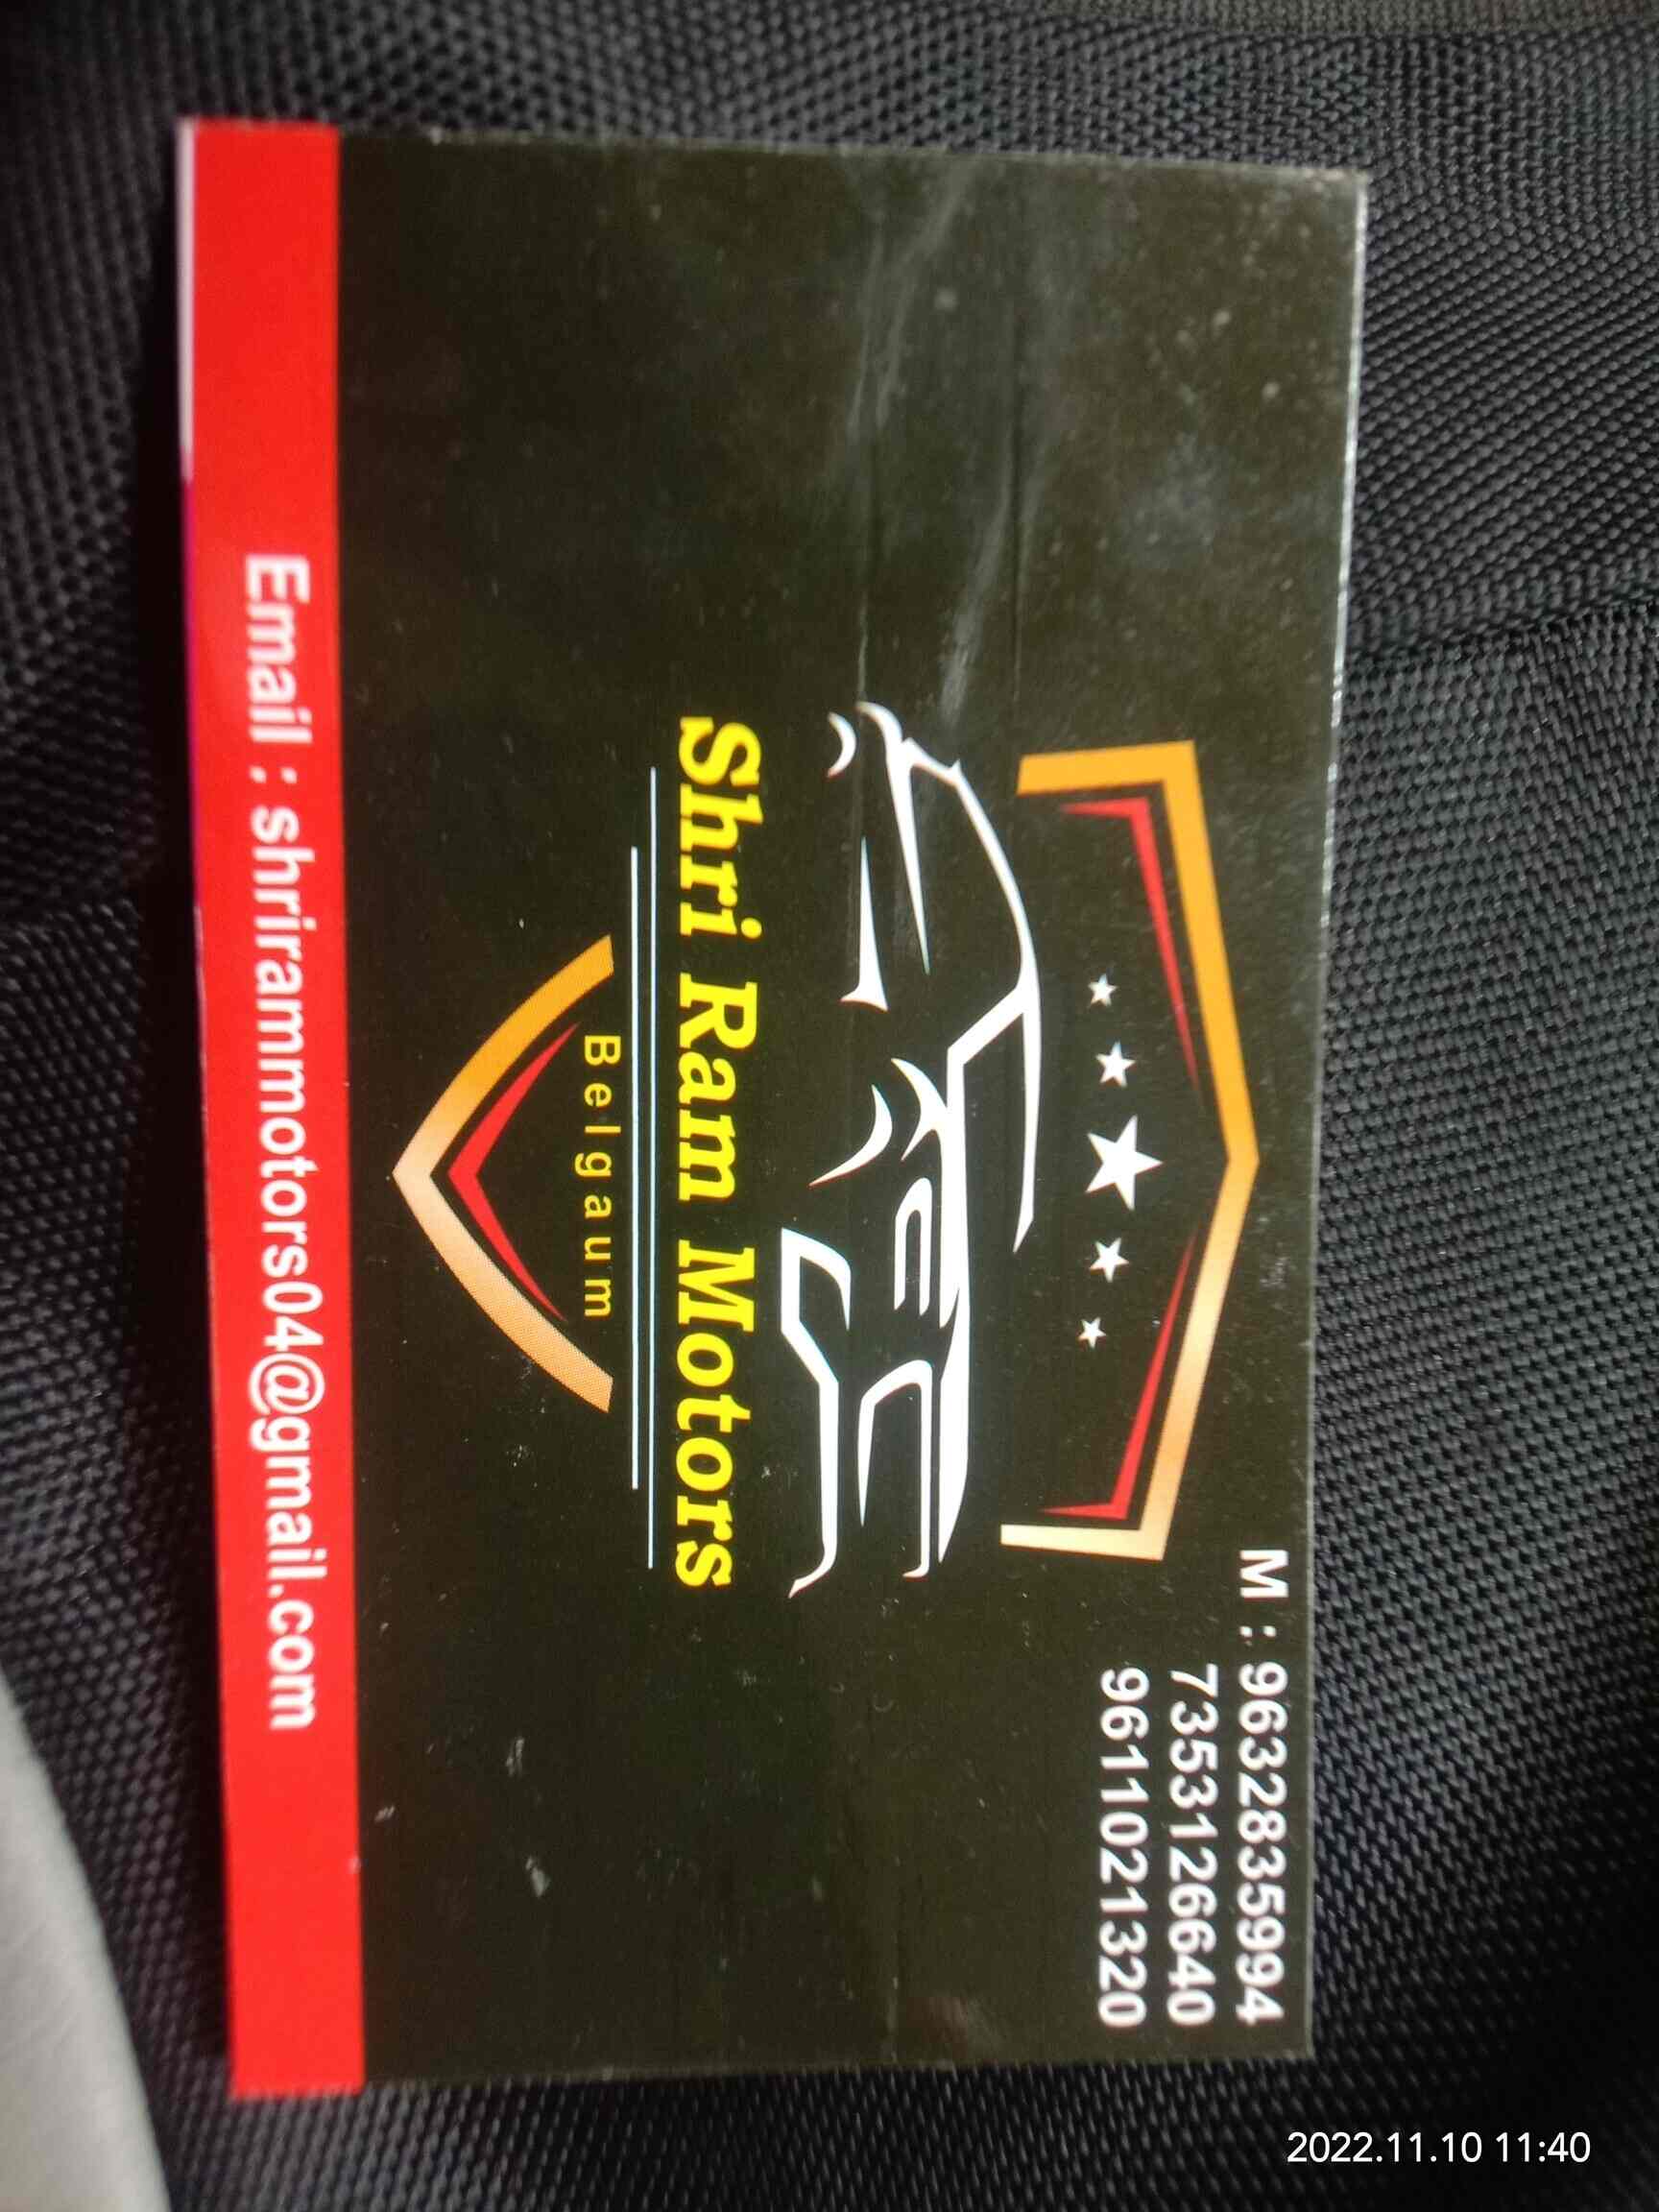 M : 9632835994
7353126640
9611021320
Shri Ram Motors
Belgaum
Email : shrirammotors04@gmail.com
2022.11.10 11:40